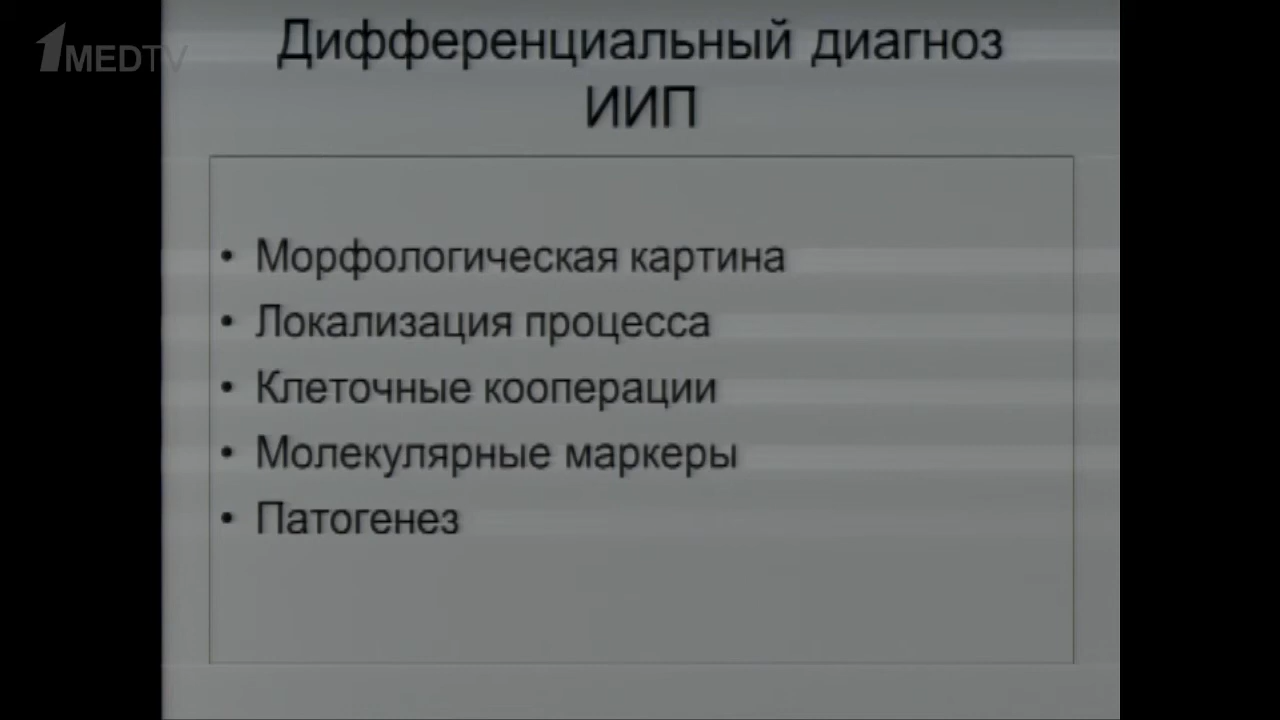 1MEDTV
Дифференциальный диагноз
ИИП
• Морфологическая картина
• Локализация процесса
• Клеточные кооперации
• Молекулярные маркеры
• Патогенез